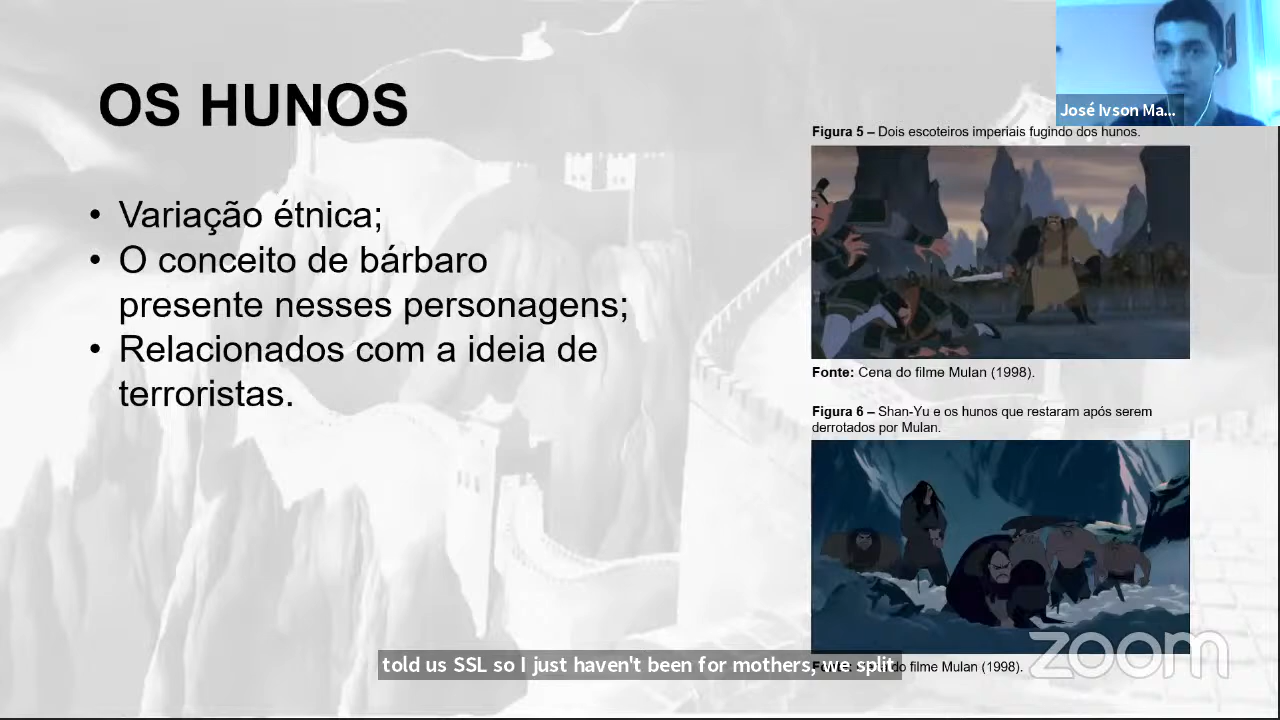 OS HUNOS
• Variação étnica;
• O conceito de bárbaro
presente nesses personagens;
• Relacionados com a ideia de
terroristas.
José Ivson Ma...
Figura 5 – Dois escoteiros imperiais fugindo dos hunos.
Fonte: Cena do filme Mulan (1998).
Figura 6 – Shan-Yu e os hunos que restaram após serem
derrotados por Mulan.
do filme Mulan (1998).
told us SSL so I just haven't been for mothers, we split
zoom